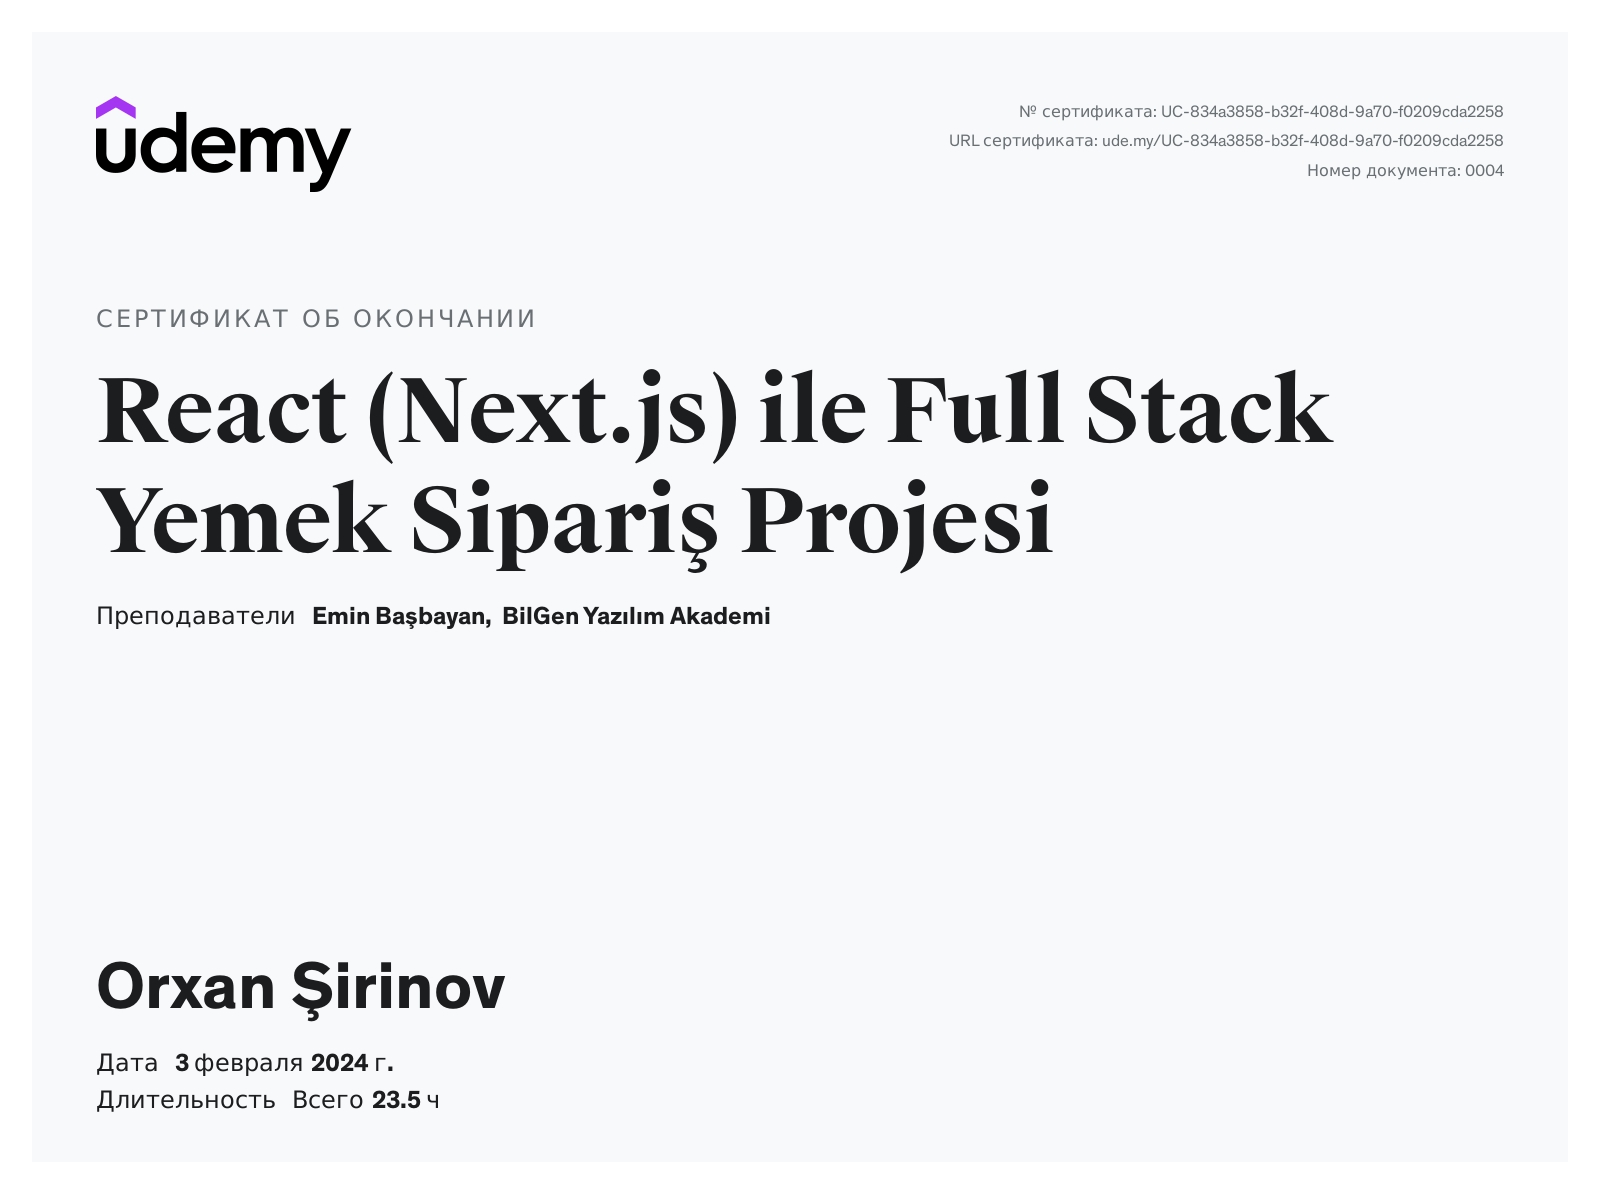 udemy
№ сертификата: UC-834a3858-b32f-408d-9a70-f0209cda2258
URL сертификата: ude.my/UC-834a3858-b32f-408d-9a70-f0209cda2258
Номер документа: 0004
СЕРТИФИКАТ ОБ ОКОНЧАНИИ
React (Next.js) ile Full Stack
Yemek Sipariş Projesi
Преподаватели Emin Başbayan, BilGen Yazılım Akademi
Orxan Şirinov
Дата 3 февраля 2024 г.
Длительность Всего 23.5 ч